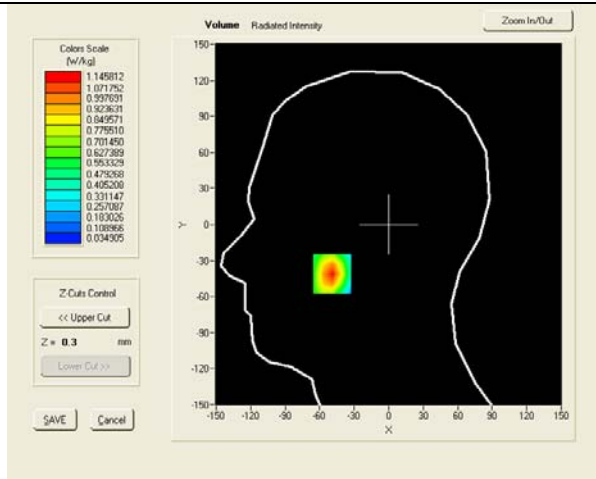 Volume Radiated Intensity
Zoom In/Out
Colors Scale
(W/kg)
1.145812
1.071752
0.997691
0.923631
0.849571
0.775510
0.701450
0.627389
0.553329
0.479268
0.405208
0.331147
0.257087
0.183026
0.108966
0.034905
Z-Cuts Control
<< Upper Cut
Z = 0.3 mm
Lower Cut >>
SAVE Cancel
150
120
90
60
30
0
-30
-60
-90
-120
-150
Y
-150 -120 -90 -60 -30 0 30 60 90 120 150
X